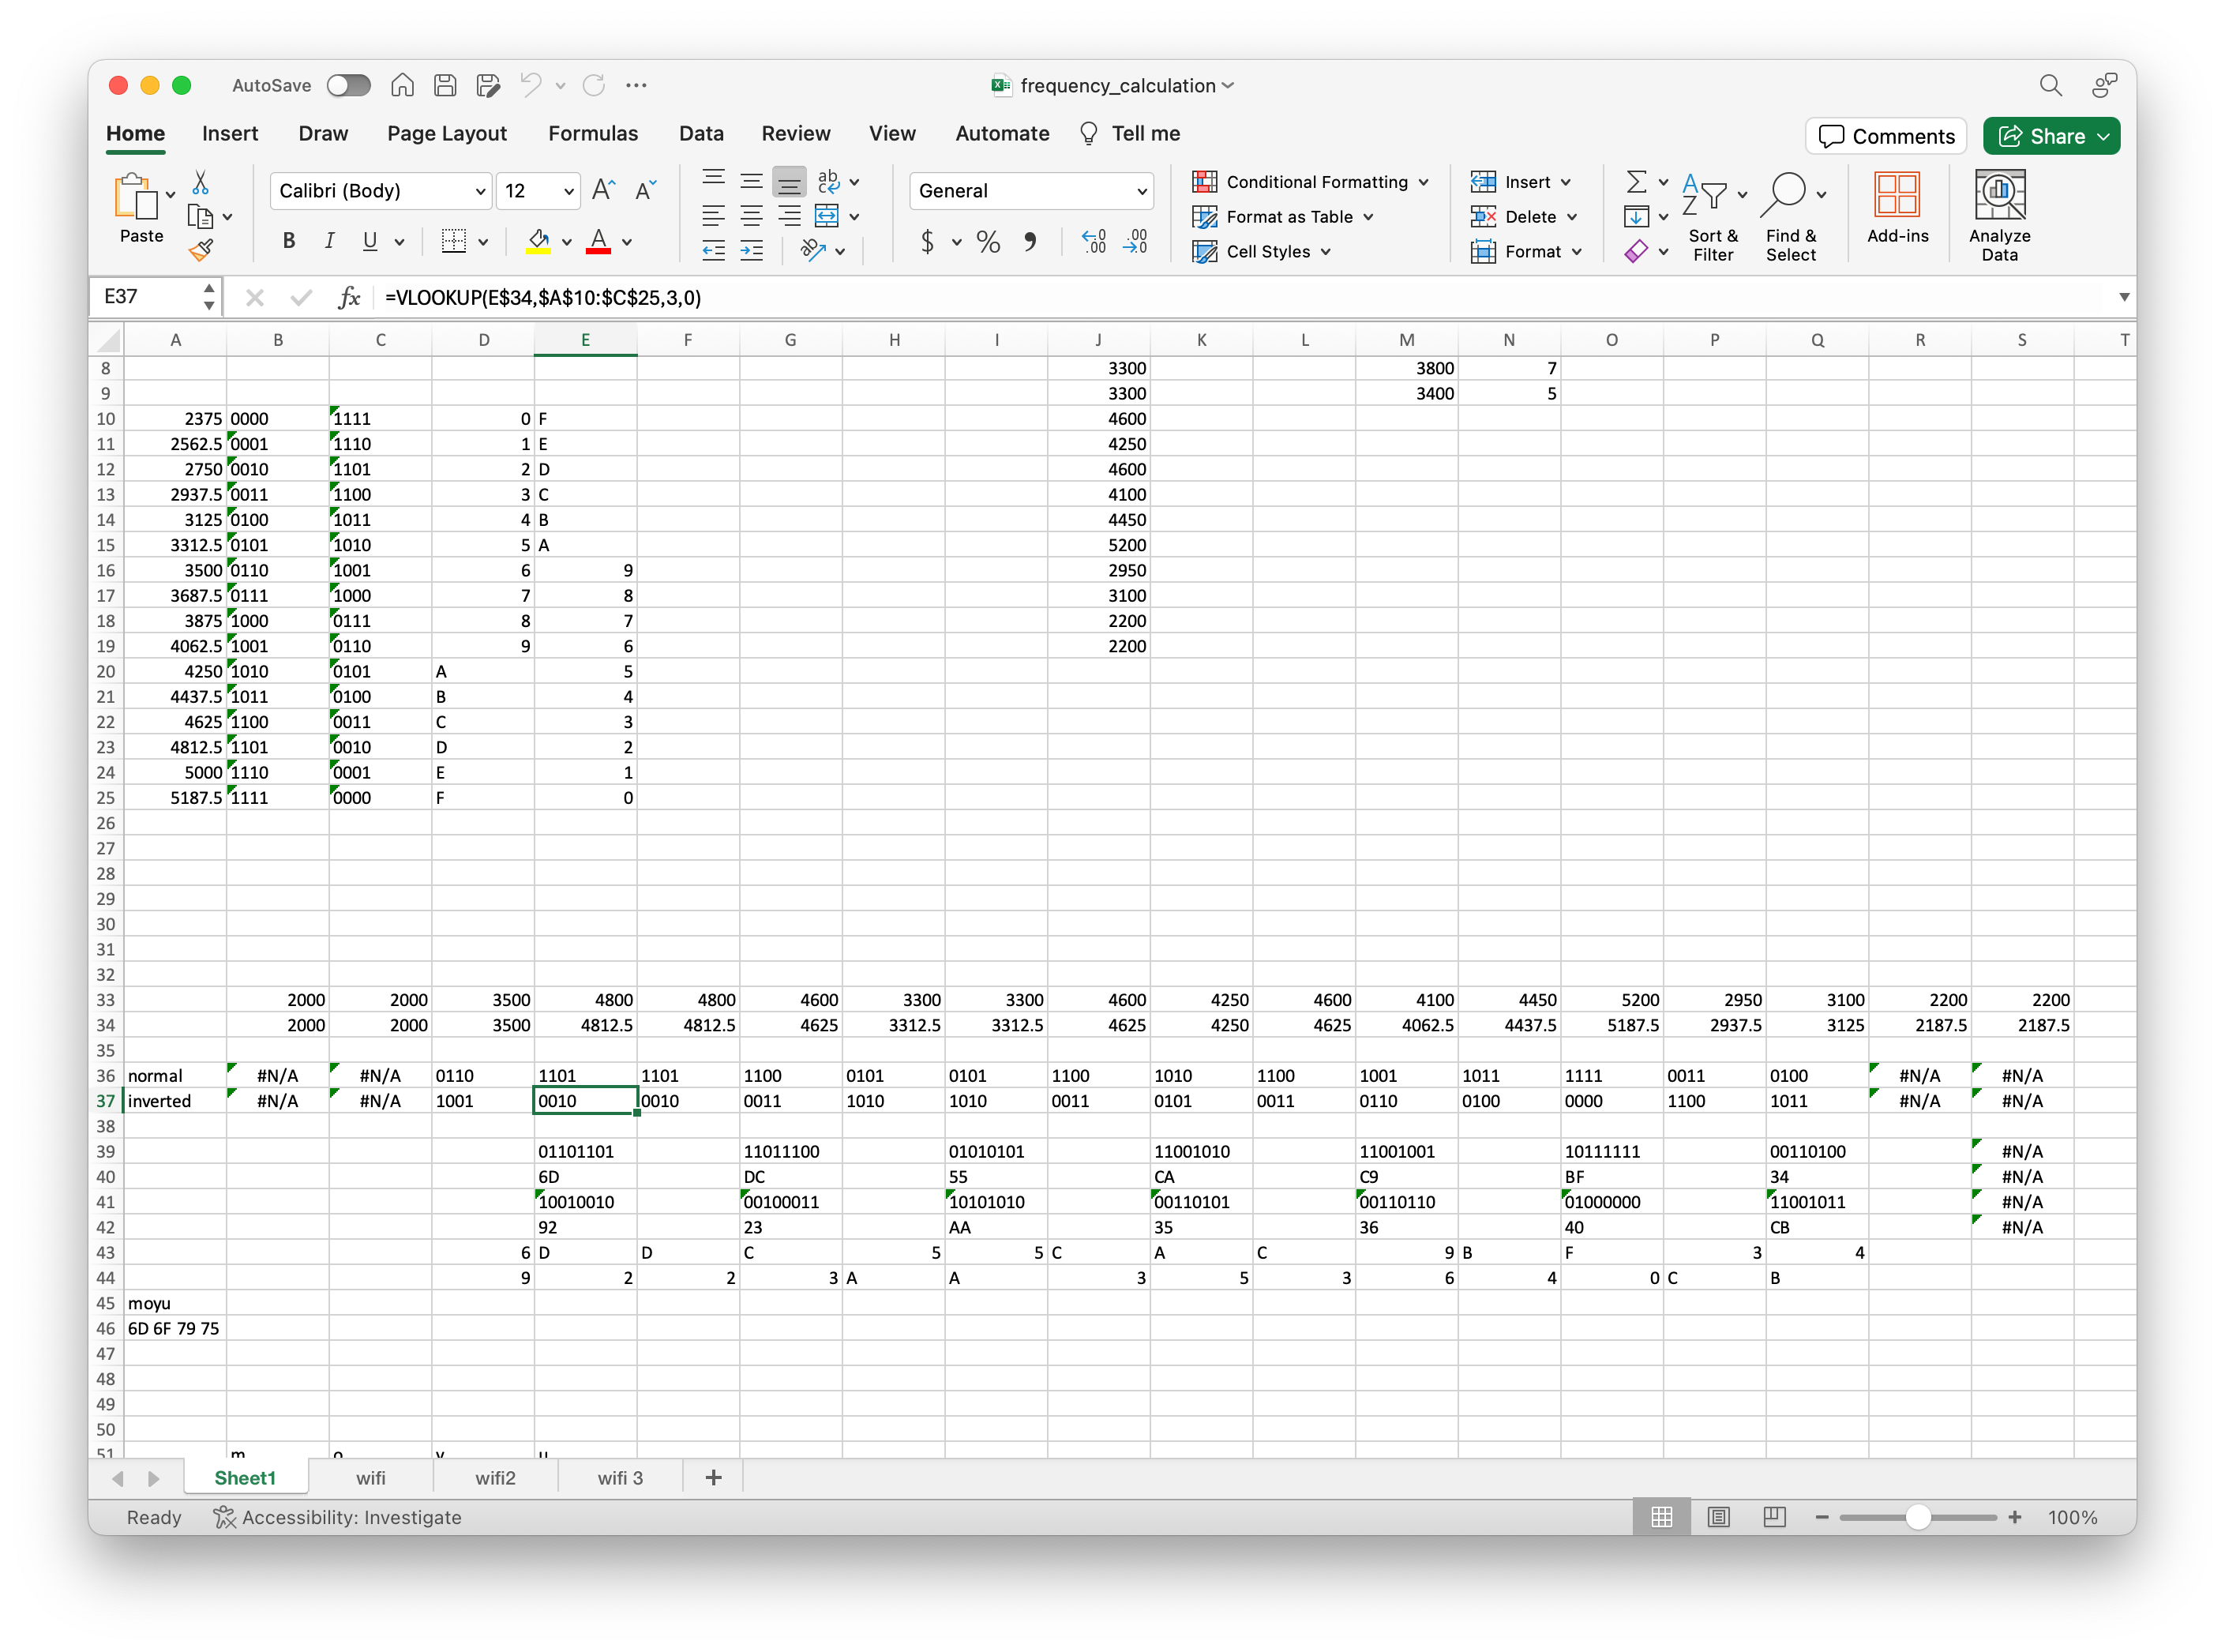 AutoSave frequency_calculation
Home Insert Draw Page Layout Formulas Data Review View Automate Tell me Comments Share
Paste Calibri (Body) 12 A A ab c General Conditional Formatting Insert
B I U A $ % , .0 .00 .00 .0 Format as Table Delete A Z Sort & Filter Find & Select Add-ins Analyze Data
Cell Styles Format
E37 fx =VLOOKUP(E$34,$A$10:$C$25,3,0)
A B C D E F G H I J K L M N O P Q R S T
8 3300 3800 7
9 3300 3400 5
10 2375 0000 1111 0 F 4600
11 2562.5 0001 1110 1 E 4250
12 2750 0010 1101 2 D 4600
13 2937.5 0011 1100 3 C 4100
14 3125 0100 1011 4 B 4450
15 3312.5 0101 1010 5 A 5200
16 3500 0110 1001 6 9 2950
17 3687.5 0111 1000 7 8 3100
18 3875 1000 0111 8 7 2200
19 4062.5 1001 0110 9 6 2200
20 4250 1010 0101 A 5
21 4437.5 1011 0100 B 4
22 4625 1100 0011 C 3
23 4812.5 1101 0010 D 2
24 5000 1110 0001 E 1
25 5187.5 1111 0000 F 0
26
27
28
29
30
31
32
33 2000 2000 3500 4800 4800 4600 3300 3300 4600 4250 4600 4100 4450 5200 2950 3100 2200 2200
34 2000 2000 3500 4812.5 4812.5 4625 3312.5 3312.5 4625 4250 4625 4062.5 4437.5 5187.5 2937.5 3125 2187.5 2187.5
35
36 normal #N/A #N/A 0110 1101 1101 1100 0101 0101 1100 1010 1100 1001 1011 1111 0011 0100 #N/A #N/A
37 inverted #N/A #N/A 1001 0010 0010 0011 1010 1010 0011 0101 0011 0110 0100 0000 1100 1011 #N/A #N/A
38
39 01101101 11011100 01010101 11001010 11001001 10111111 00110100 #N/A
40 6D DC 55 CA C9 BF 34 #N/A
41 10010010 00100011 10101010 00110101 00110110 01000000 11001011 #N/A
42 92 23 AA 35 36 40 CB #N/A
43 6 D D C 5 5 C A C 9 B F 3 4
44 9 2 2 3 A A 3 5 3 6 4 0 C B
45 moyu
46 6D 6F 79 75
47
48
49
50
51 m o y u
Sheet1 wifi wifi2 wifi 3 +
Ready Accessibility: Investigate 100%